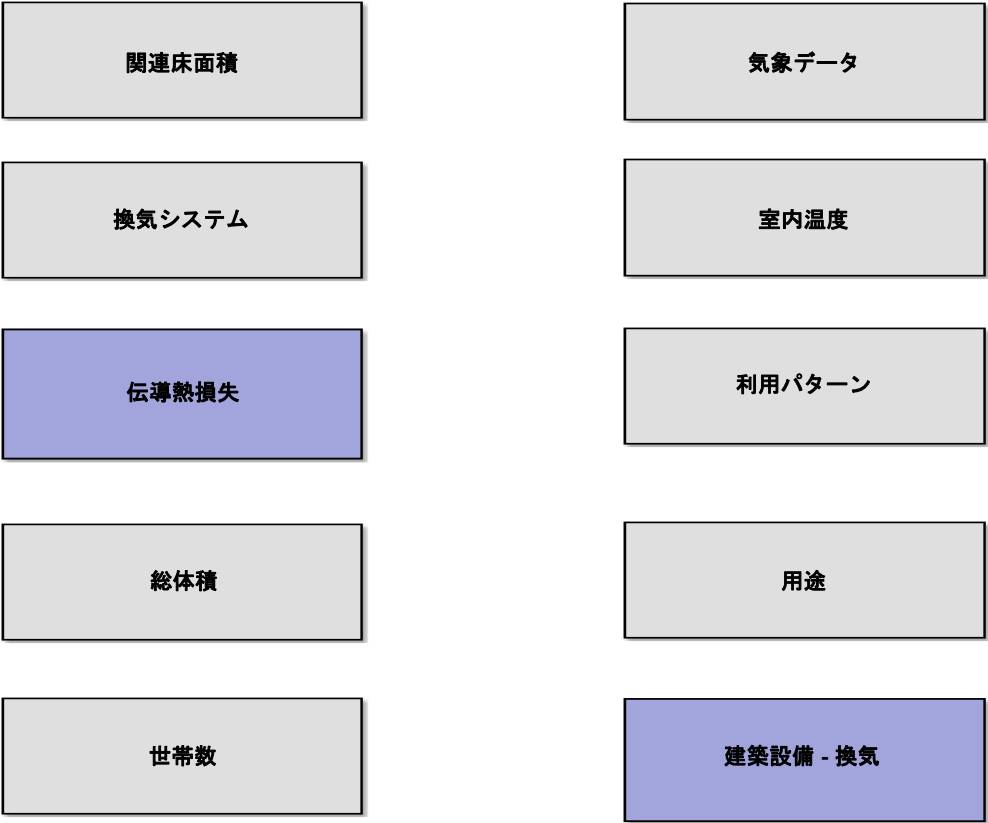 関連床面積
気象データ
換気システム
室内温度
伝導熱損失
利用パターン
総体積
用途
世帯数
建築設備 - 換気